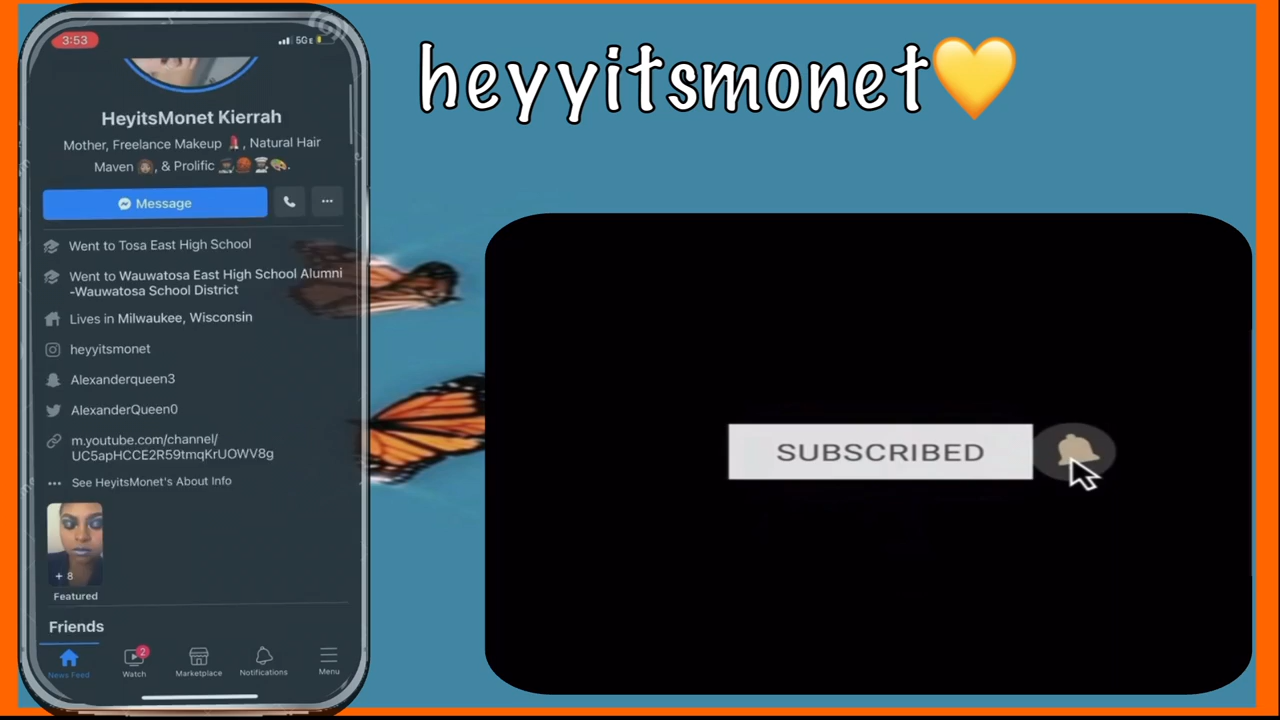 heyyitsmonet💛
3:53
5GE
HeyitsMonet Kierrah
Mother, Freelance Makeup 💄, Natural Hair
Maven 👩🏽‍🦱, & Prolific 👩🏽‍🎓🏀👩🏽‍🍳🎨.
Message
Went to Tosa East High School
Went to Wauwatosa East High School Alumni
-Wauwatosa School District
Lives in Milwaukee, Wisconsin
heyyitsmonet
Alexanderqueen3
AlexanderQueen0
m.youtube.com/channel/
UC5apHCCE2R59tmqKrUOWV8g
See HeyitsMonet's About Info
+ 8
Featured
Friends
2
News Feed
Watch
Marketplace
Notifications
Menu
SUBSCRIBED